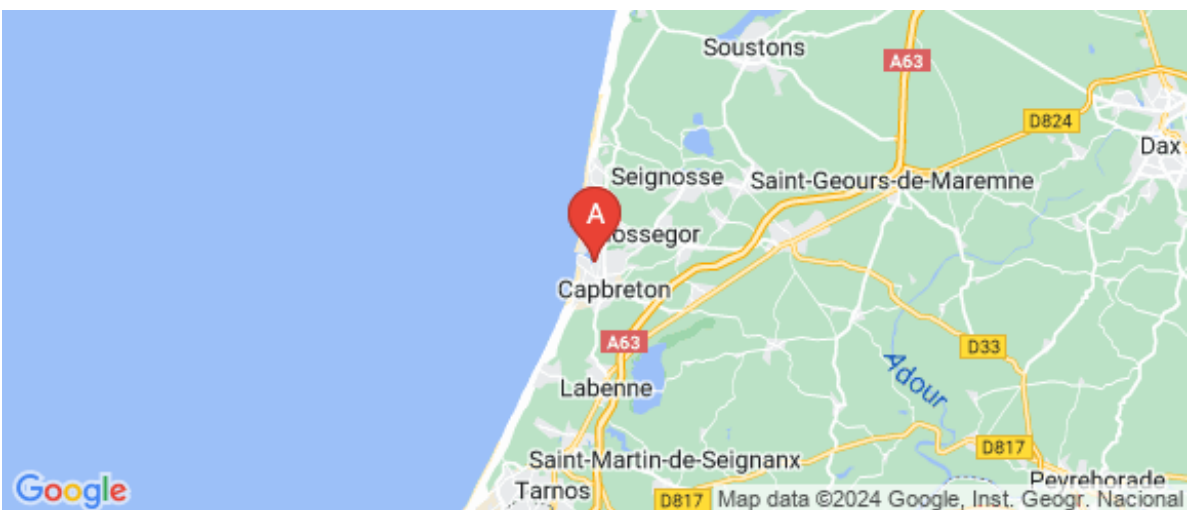 Soustons
A63
D824
Dax
Seignosse
Saint-Geours-de-Maremne
A
ossegor
Capbreton
A63
D33
Adour
Labenne
D817
Saint-Martin-de-Seignanx
Peyrehorade
Tarnos
D817
Google
Map data ©2024 Google, Inst. Geogr. Nacional